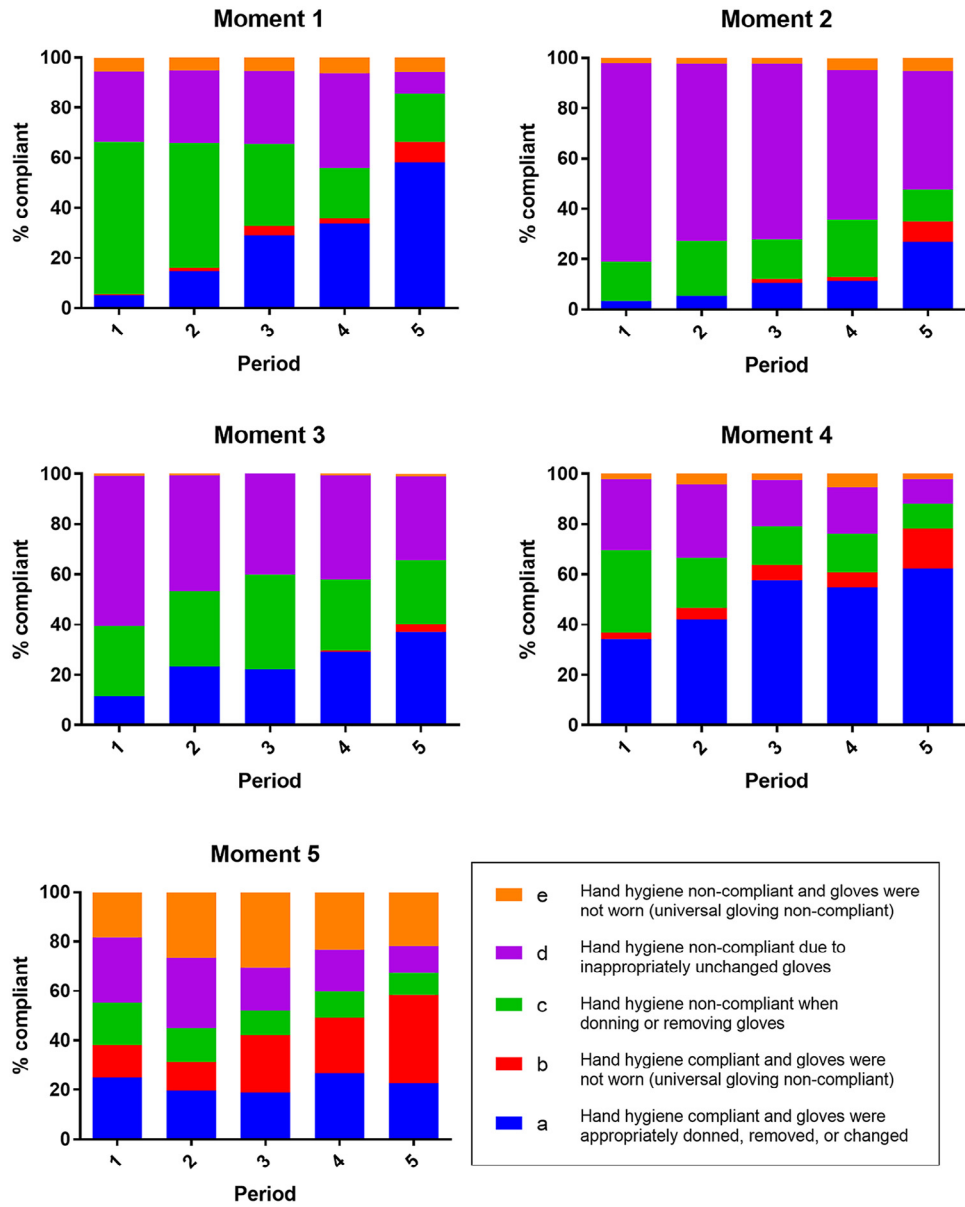 Moment 1
% compliant
100
80
60
40
20
0
1 2 3 4 5
Period
Moment 2
% compliant
100
80
60
40
20
0
1 2 3 4 5
Period
Moment 3
% compliant
100
80
60
40
20
0
1 2 3 4 5
Period
Moment 4
% compliant
100
80
60
40
20
0
1 2 3 4 5
Period
Moment 5
% compliant
100
80
60
40
20
0
1 2 3 4 5
Period
e Hand hygiene non-compliant and gloves were
not worn (universal gloving non-compliant)
d Hand hygiene non-compliant due to
inappropriately unchanged gloves
c Hand hygiene non-compliant when
donning or removing gloves
b Hand hygiene compliant and gloves were
not worn (universal gloving non-compliant)
a Hand hygiene compliant and gloves were
appropriately donned, removed, or changed